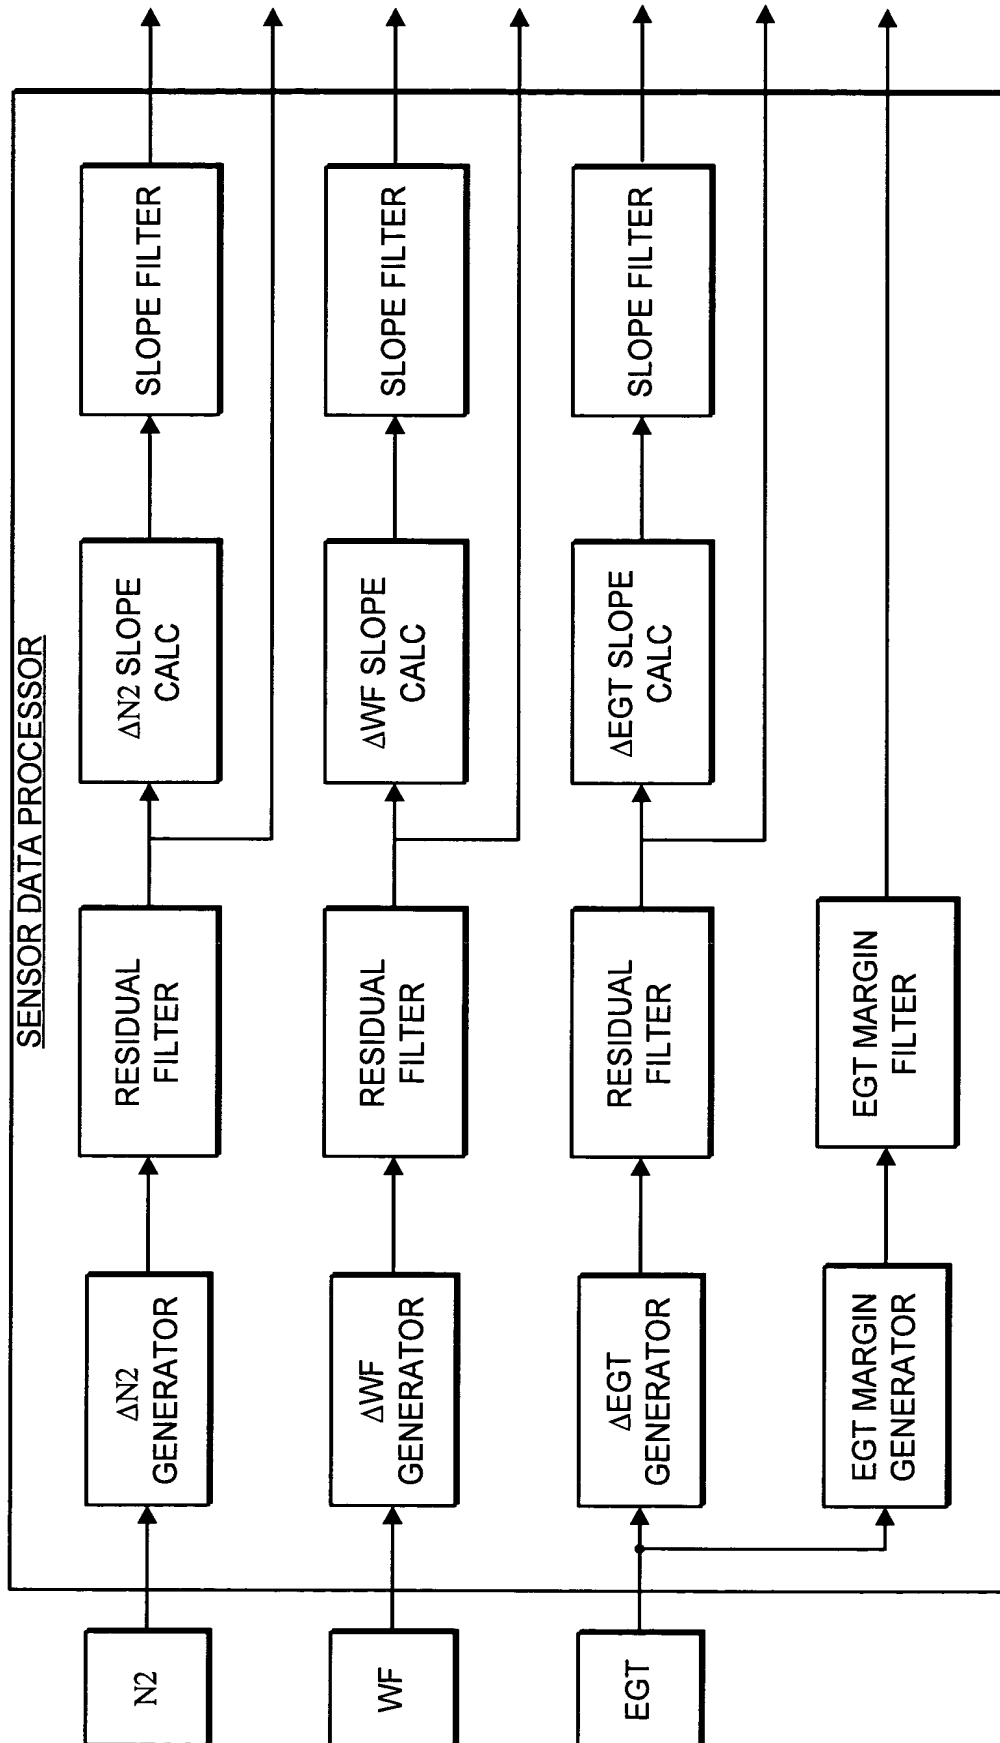 SENSOR DATA PROCESSOR
N2
ΔN2
GENERATOR
RESIDUAL
FILTER
ΔN2 SLOPE
CALC
SLOPE FILTER
WF
ΔWF
GENERATOR
RESIDUAL
FILTER
ΔWF SLOPE
CALC
SLOPE FILTER
EGT
ΔEGT
GENERATOR
RESIDUAL
FILTER
ΔEGT SLOPE
CALC
SLOPE FILTER
EGT MARGIN
GENERATOR
EGT MARGIN
FILTER